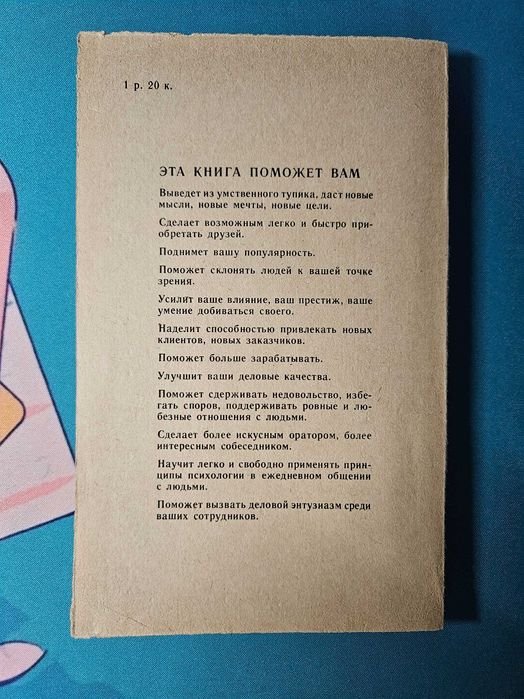 1 р. 20 к.
ЭТА КНИГА ПОМОЖЕТ ВАМ
Выведет из умственного тупика, даст новые
мысли, новые мечты, новые цели.
Сделает возможным легко и быстро при-
обретать друзей.
Поднимет вашу популярность.
Поможет склонять людей к вашей точке
зрения.
Усилит ваше влияние, ваш престиж, ваше
умение добиваться своего.
Наделит способностью привлекать новых
клиентов, новых заказчиков.
Поможет больше зарабатывать.
Улучшит ваши деловые качества.
Поможет сдерживать недовольство, избе-
гать споров, поддерживать ровные и лю-
безные отношения с людьми.
Сделает более искусным оратором, более
интересным собеседником.
Научит легко и свободно применять прин-
ципы психологии в ежедневном общении
с людьми.
Поможет вызвать деловой энтузиазм среди
ваших сотрудников.